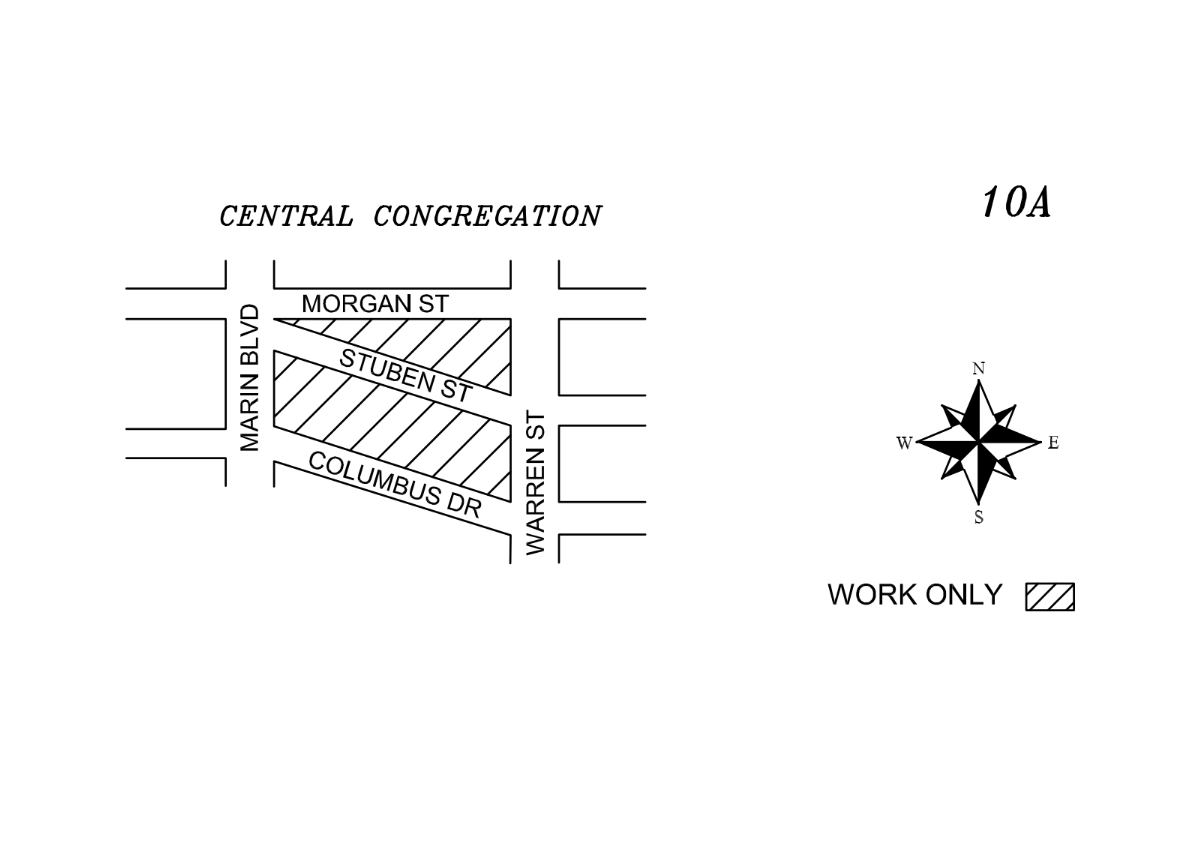 10A
CENTRAL CONGREGATION
MORGAN ST
MARIN BLVD
STUBEN ST
COLUMBUS DR
WARREN ST
N
W
E
S
WORK ONLY